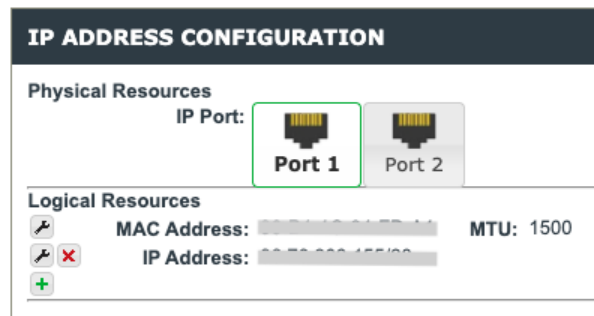 IP ADDRESS CONFIGURATION
Physical Resources
IP Port:
Port 1 Port 2
Logical Resources
MAC Address: MTU: 1500
IP Address: